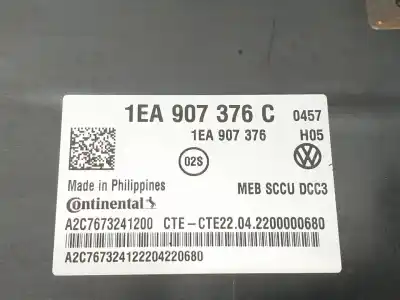 1EA 907 376 C 0457
1EA 907 376 H05
02S
Made in Philippines MEB SCCU DCC3
Continental
A2C7673241200 CTE-CTE22.04.2200000680
A2C767324122204220680